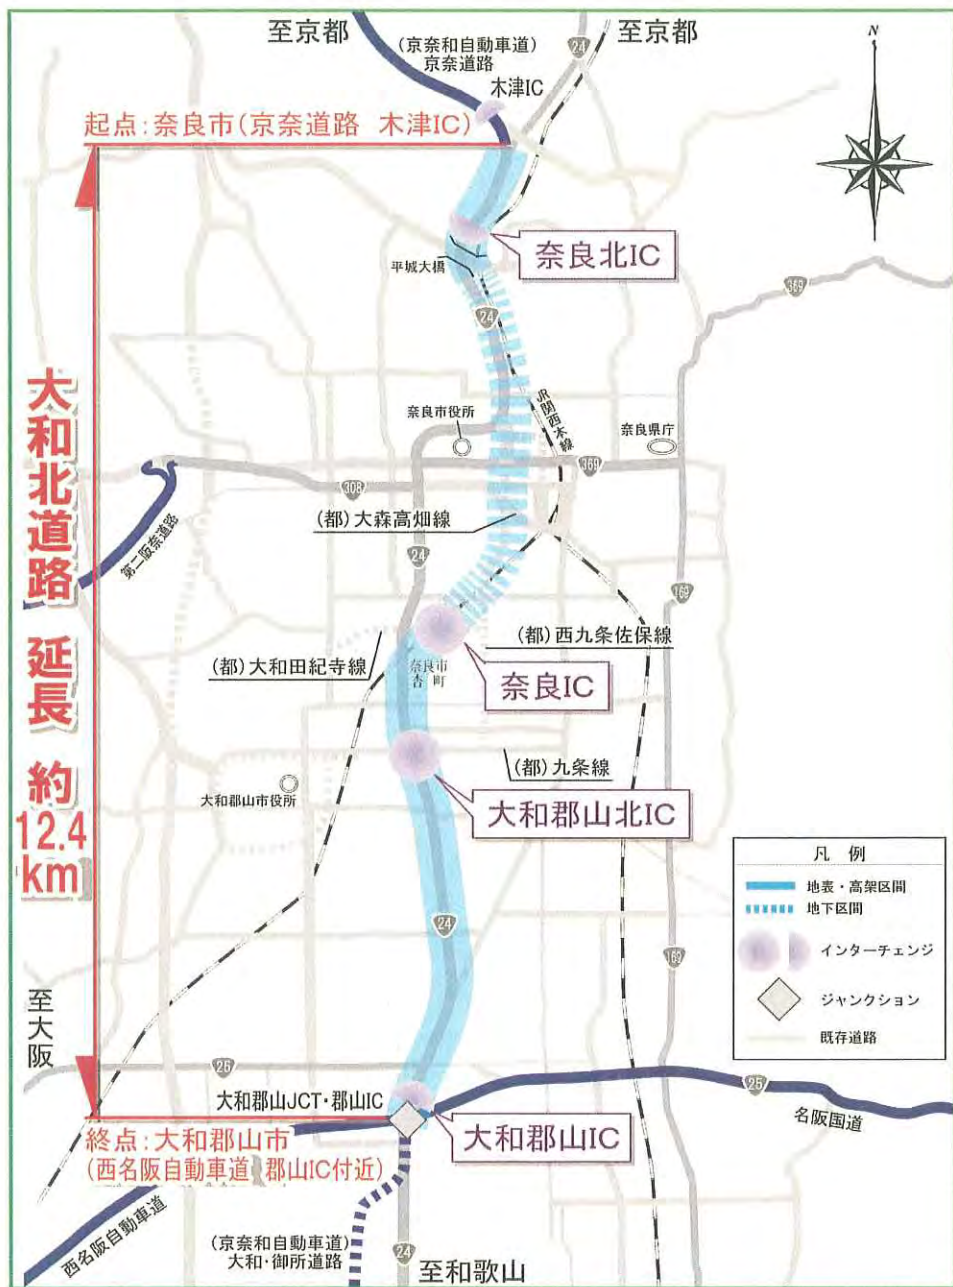 至京都
至京都
(京奈和自動車道)
京奈道路
24
木津IC
N
起点:奈良市(京奈道路 木津IC)
奈良北IC
平城大橋
369
24
大和北道路 延長 約
12.4
km
JR関西本線
奈良市役所
奈良県庁
369
308
(都)大森高畑線
第二阪奈道路
24
169
(都)西九条佐保線
(都)大和田紀寺線
奈良市
杏町
奈良IC
(都)九条線
大和郡山市役所
大和郡山北IC
凡 例
地表・高架区間
地下区間
インターチェンジ
ジャンクション
既存道路
24
169
至大阪
26
25
大和郡山JCT・郡山IC
名阪国道
終点:大和郡山市
(西名阪自動車道 郡山IC付近)
大和郡山IC
西名阪自動車道
(京奈和自動車道)
大和・御所道路
24
至和歌山